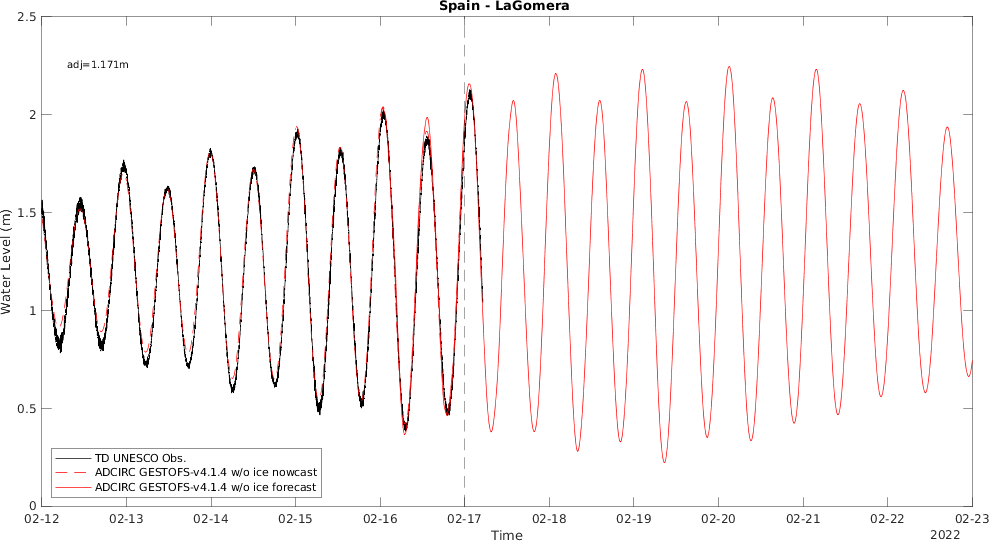 Spain - LaGomera
adj=1.171m
2.5
2
1.5
1
0.5
0
Water Level (m)
TD UNESCO Obs.
ADCIRC GESTOFS-v4.1.4 w/o ice nowcast
ADCIRC GESTOFS-v4.1.4 w/o ice forecast
02-12 02-13 02-14 02-15 02-16 02-17 02-18 02-19 02-20 02-21 02-22 02-23
Time
2022